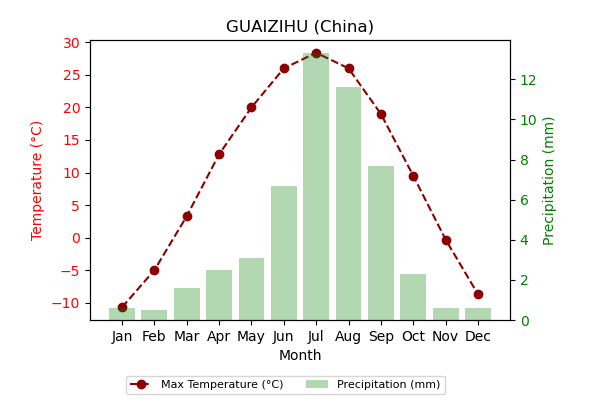 GUAIZIHU (China)
30
25
20
15
10
5
0
−5
−10
Temperature (°C)
12
10
8
6
4
2
0
Precipitation (mm)
Jan Feb Mar Apr May Jun Jul Aug Sep Oct Nov Dec
Month
Max Temperature (°C) Precipitation (mm)